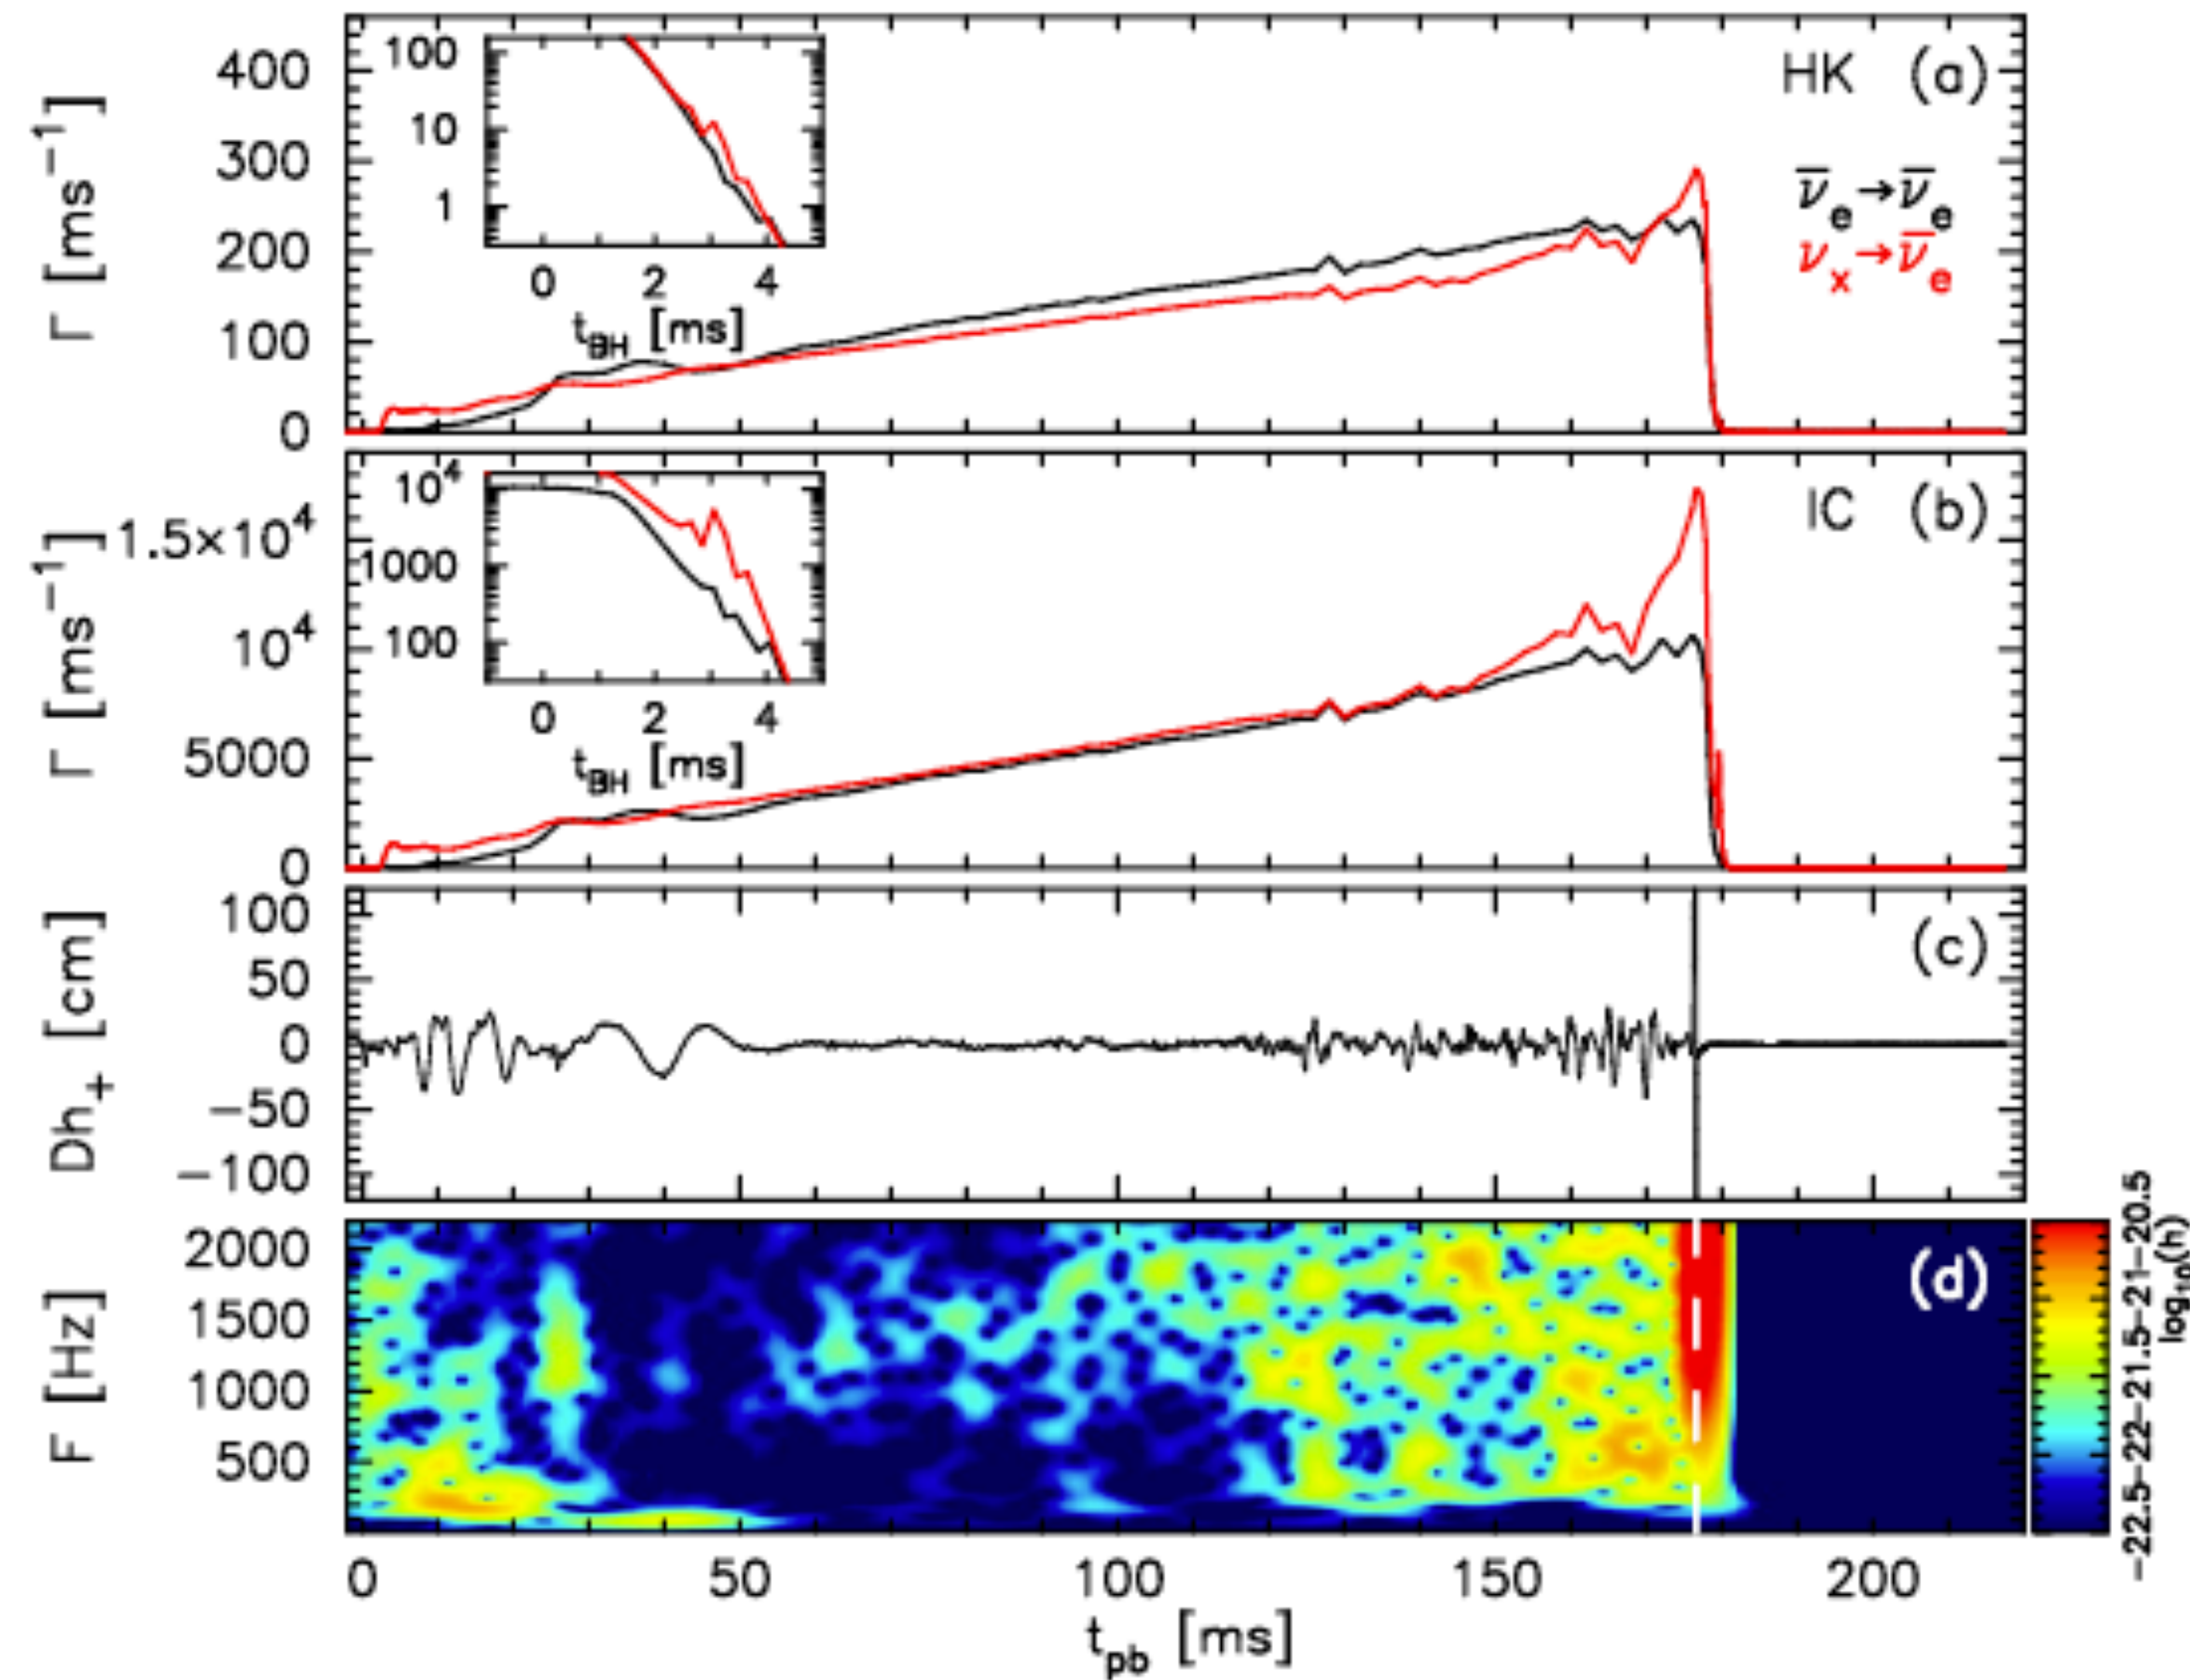 Γ [ms⁻¹]
400
300
200
100
0
HK (a)
ν̄e→ν̄e
νx→ν̄e
100
10
1
0 2 4
tBH [ms]
Γ [ms⁻¹]
1.5×10⁴
10⁴
5000
0
IC (b)
10⁴
1000
100
0 2 4
tBH [ms]
Dh+ [cm]
100
50
0
−50
−100
(c)
F [Hz]
2000
1500
1000
500
(d)
−22.5−22−21.5−21−20.5
log10(h)
0 50 100 150 200
tpb [ms]